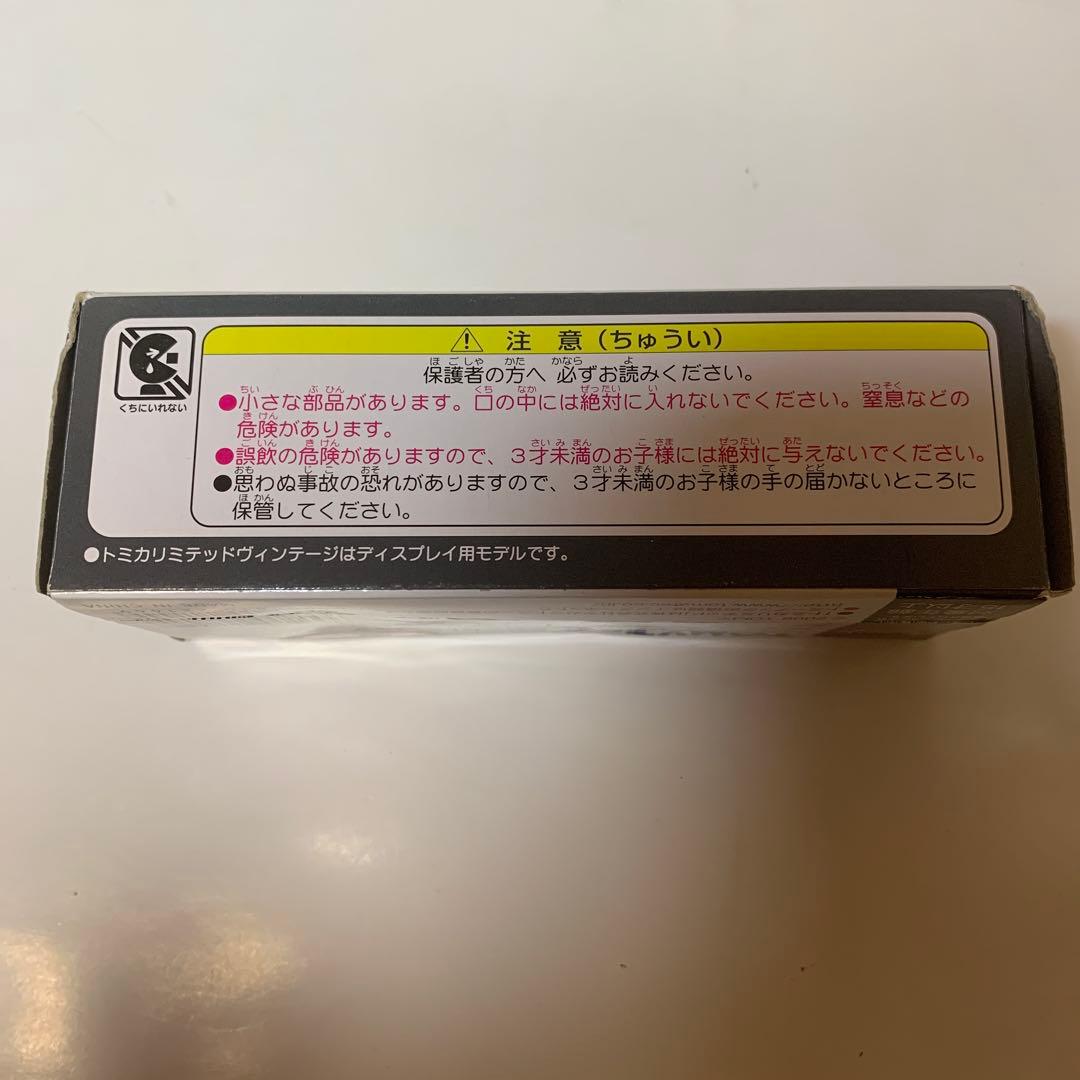 ⚠ 注 意(ちゅうい)
くちにいれない
保護者の方へ 必ずお読みください。
●小さな部品があります。口の中には絶対に入れないでください。窒息などの
危険があります。
●誤飲の危険がありますので、3才未満のお子様には絶対に与えないでください。
●思わぬ事故の恐れがありますので、3才未満のお子様の手の届かないところに
保管してください。
●トミカリミテッドヴィンテージはディスプレイ用モデルです。